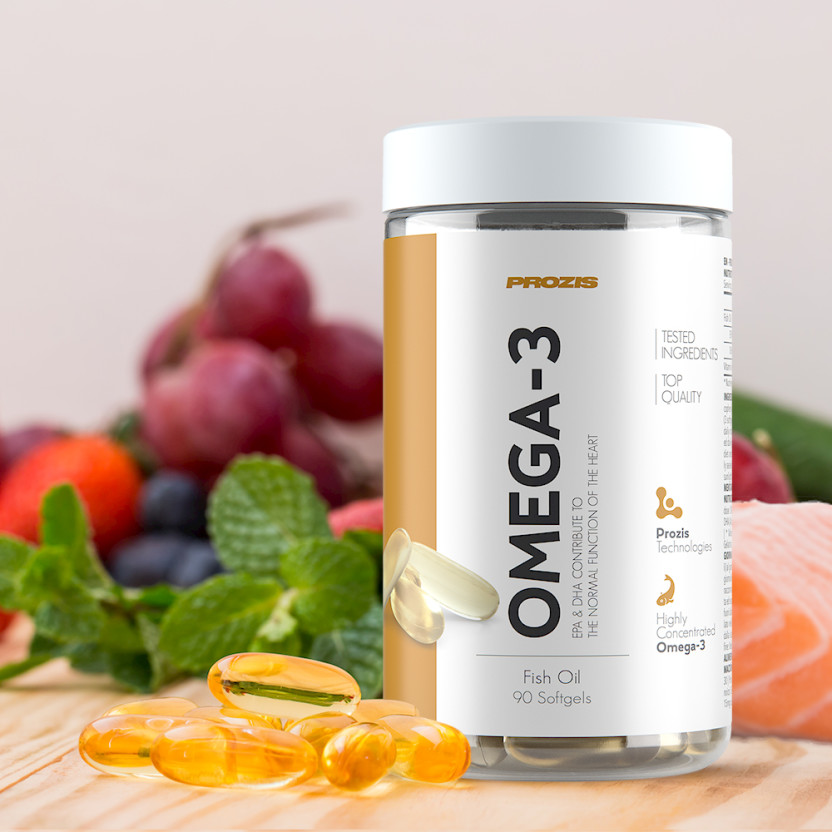 PROZIS
OMEGA-3
EPA & DHA CONTRIBUTE TO
THE NORMAL FUNCTION OF THE HEART
Fish Oil
90 Softgels
TESTED
INGREDIENTS
TOP
QUALITY
Prozis
Technologies
Highly
Concentrated
Omega-3